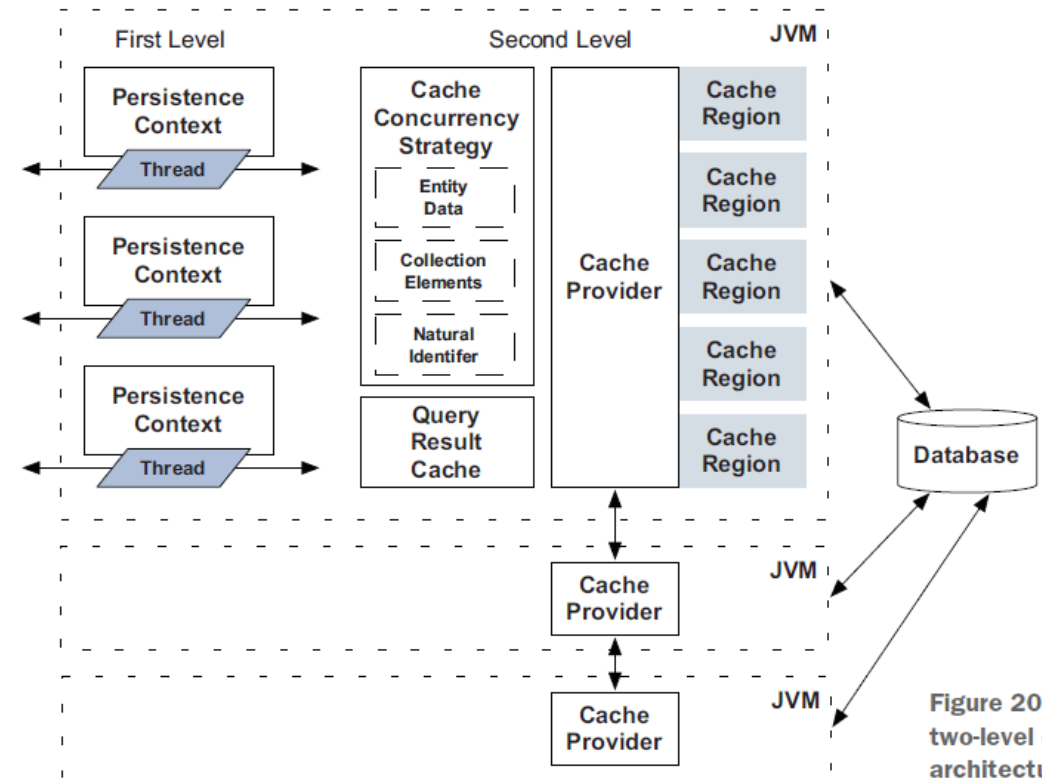 First Level
Second Level
JVM
Persistence
Context
Thread
Persistence
Context
Thread
Persistence
Context
Thread
Cache
Concurrency
Strategy
Entity
Data
Collection
Elements
Natural
Identifer
Query
Result
Cache
Cache
Provider
Cache
Region
Cache
Region
Cache
Region
Cache
Region
Cache
Region
Database
JVM
Cache
Provider
JVM
Cache
Provider
Figure 20
two-level